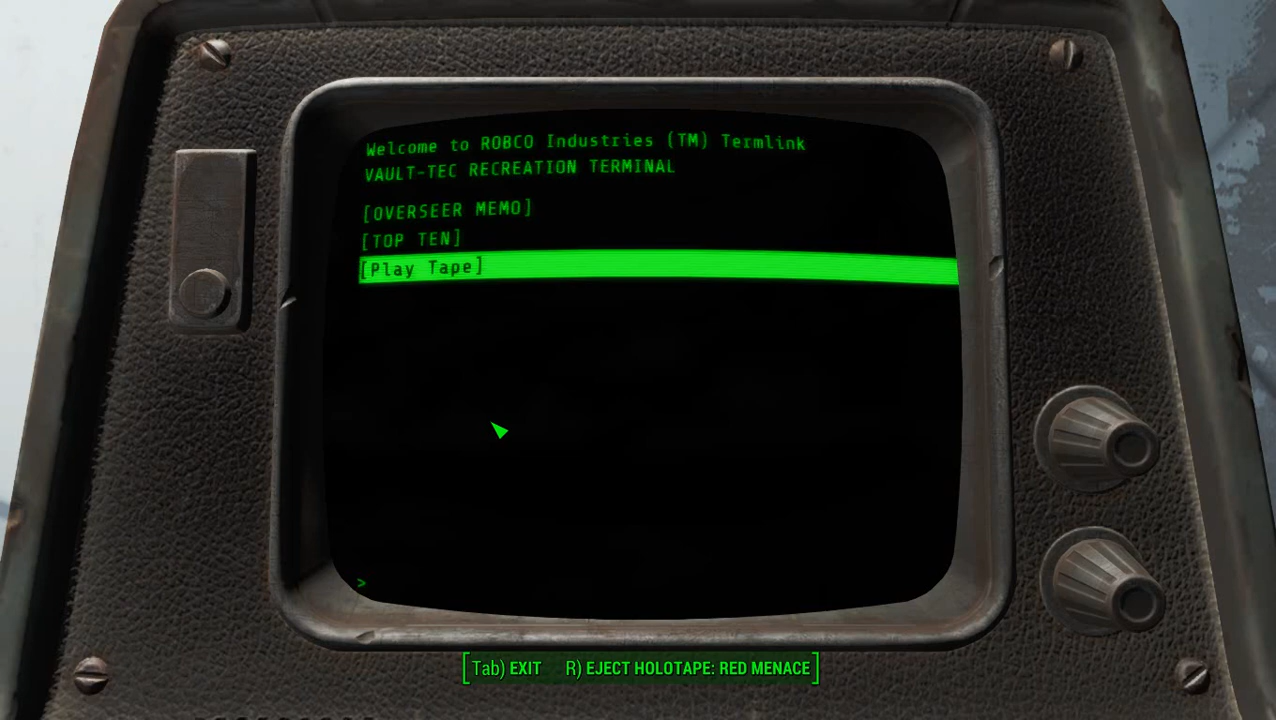 Welcome to ROBCO Industries (TM) Termlink
VAULT-TEC RECREATION TERMINAL
[OVERSEER MEMO]
[TOP TEN]
[Play Tape]
>
[Tab) EXIT R) EJECT HOLOTAPE: RED MENACE]